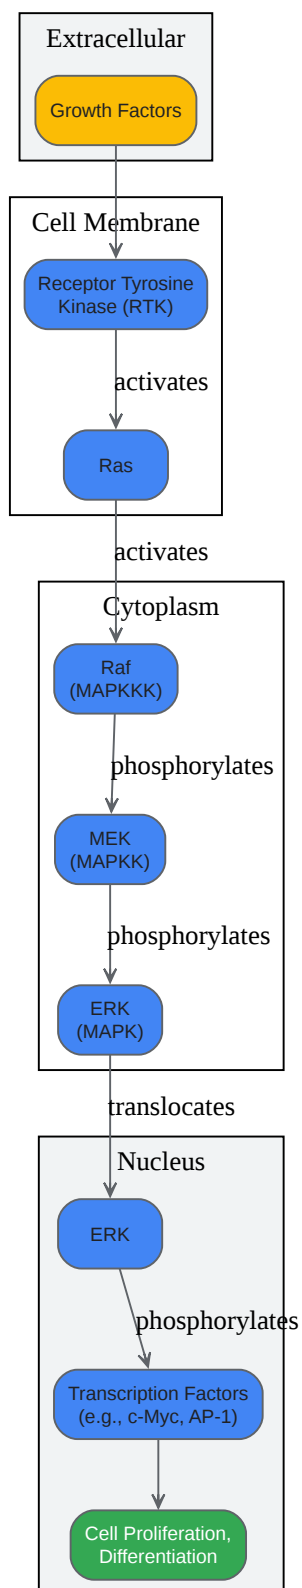 Extracellular
Growth Factors
Cell Membrane
Receptor Tyrosine
Kinase (RTK)
activates
Ras
activates
Cytoplasm
Raf
(MAPKKK)
phosphorylates
MEK
(MAPKK)
phosphorylates
ERK
(MAPK)
translocates
Nucleus
ERK
phosphorylates
Transcription Factors
(e.g., c-Myc, AP-1)
Cell Proliferation,
Differentiation